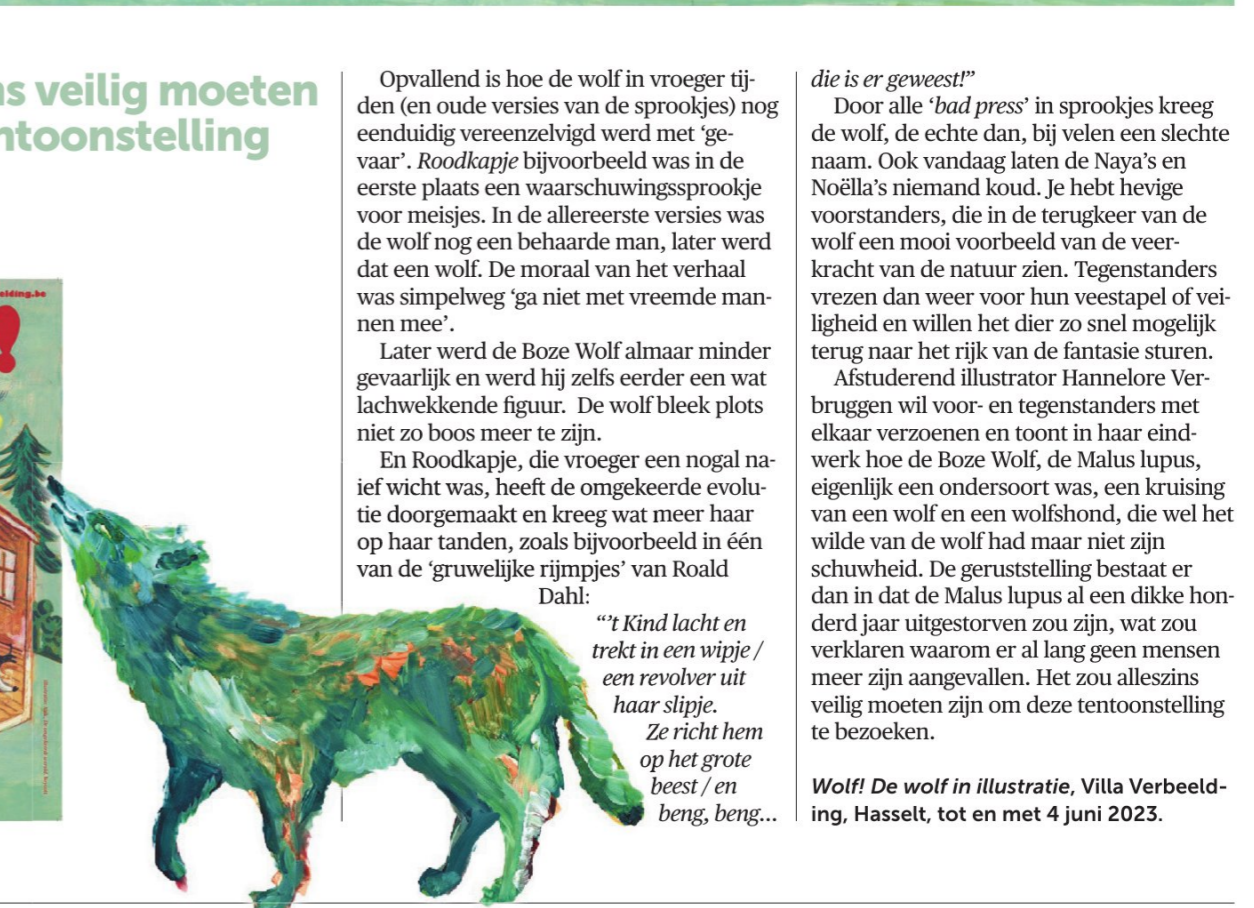 ns veilig moeten
ntoonstelling
elding.be
!
Opvallend is hoe de wolf in vroeger tij-
den (en oude versies van de sprookjes) nog
eenduidig vereenzelvigd werd met ‘ge-
vaar’. Roodkapje bijvoorbeeld was in de
eerste plaats een waarschuwingssprookje
voor meisjes. In de allereerste versies was
de wolf nog een behaarde man, later werd
dat een wolf. De moraal van het verhaal
was simpelweg ‘ga niet met vreemde man-
nen mee’.
Later werd de Boze Wolf almaar minder
gevaarlijk en werd hij zelfs eerder een wat
lachwekkende figuur. De wolf bleek plots
niet zo boos meer te zijn.
En Roodkapje, die vroeger een nogal na-
ief wicht was, heeft de omgekeerde evolu-
tie doorgemaakt en kreeg wat meer haar
op haar tanden, zoals bijvoorbeeld in één
van de ‘gruwelijke rijmpjes’ van Roald
Dahl:
“’t Kind lacht en
trekt in een wipje /
een revolver uit
haar slipje.
Ze richt hem
op het grote
beest / en
beng, beng...
die is er geweest!”
Door alle ‘bad press’ in sprookjes kreeg
de wolf, de echte dan, bij velen een slechte
naam. Ook vandaag laten de Naya’s en
Noëlla’s niemand koud. Je hebt hevige
voorstanders, die in de terugkeer van de
wolf een mooi voorbeeld van de veer-
kracht van de natuur zien. Tegenstanders
vrezen dan weer voor hun veestapel of vei-
ligheid en willen het dier zo snel mogelijk
terug naar het rijk van de fantasie sturen.
Afstuderend illustrator Hannelore Ver-
bruggen wil voor- en tegenstanders met
elkaar verzoenen en toont in haar eind-
werk hoe de Boze Wolf, de Malus lupus,
eigenlijk een ondersoort was, een kruising
van een wolf en een wolfshond, die wel het
wilde van de wolf had maar niet zijn
schuwheid. De geruststelling bestaat er
dan in dat de Malus lupus al een dikke hon-
derd jaar uitgestorven zou zijn, wat zou
verklaren waarom er al lang geen mensen
meer zijn aangevallen. Het zou alleszins
veilig moeten zijn om deze tentoonstelling
te bezoeken.
Wolf! De wolf in illustratie, Villa Verbeeld-
ing, Hasselt, tot en met 4 juni 2023.